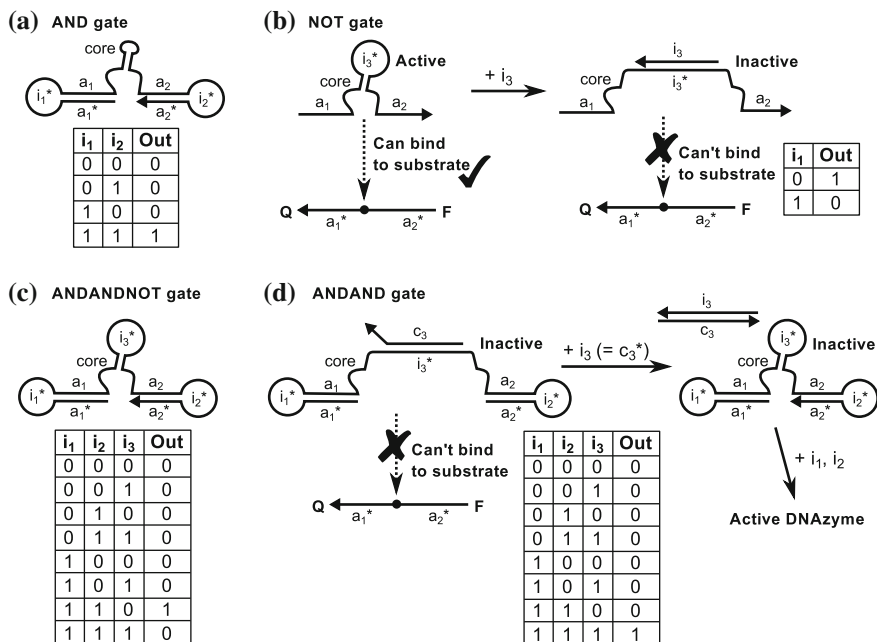 (a) AND gate
core
a1 a2
i1* a1* a2* i2*
i1 i2 Out
0 0 0
0 1 0
1 0 0
1 1 1
(b) NOT gate
i3* Active
core
a1 a2
+ i3
i3 Inactive
core i3*
a1 a2
Can bind
to substrate
Can't bind
to substrate
Q a1* a2* F
Q a1* a2* F
i1 Out
0 1
1 0
(c) ANDANDNOT gate
i3*
core
a1 a2
i1* a1* a2* i2*
i1 i2 i3 Out
0 0 0 0
0 0 1 0
0 1 0 0
0 1 1 0
1 0 0 0
1 0 1 0
1 1 0 1
1 1 1 0
(d) ANDAND gate
c3 Inactive
core i3*
a1 a2
i1* a1* a2* i2*
Can't bind
to substrate
Q a1* a2* F
+ i3 (= c3*)
i3
c3
i3* Inactive
core
a1 a2
i1* a1* a2* i2*
+ i1, i2
Active DNAzyme
i1 i2 i3 Out
0 0 0 0
0 0 1 0
0 1 0 0
0 1 1 0
1 0 0 0
1 0 1 0
1 1 0 0
1 1 1 1